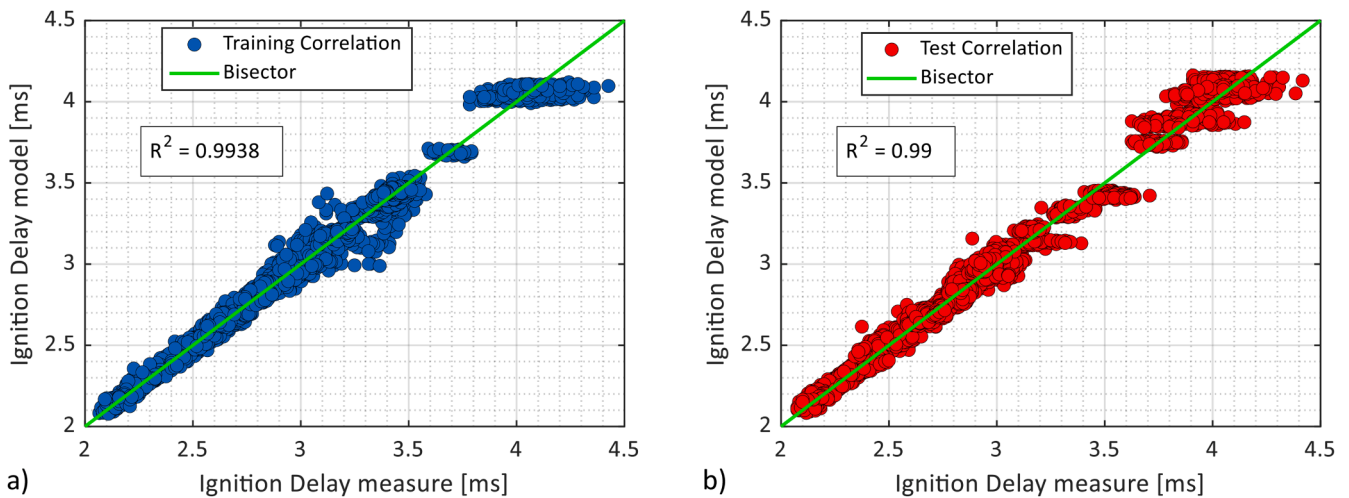 4.5
4
3.5
3
2.5
2
Ignition Delay model [ms]
Training Correlation
Bisector
R² = 0.9938
2 2.5 3 3.5 4 4.5
Ignition Delay measure [ms]
a)
4.5
4
3.5
3
2.5
2
Ignition Delay model [ms]
Test Correlation
Bisector
R² = 0.99
2 2.5 3 3.5 4 4.5
Ignition Delay measure [ms]
b)